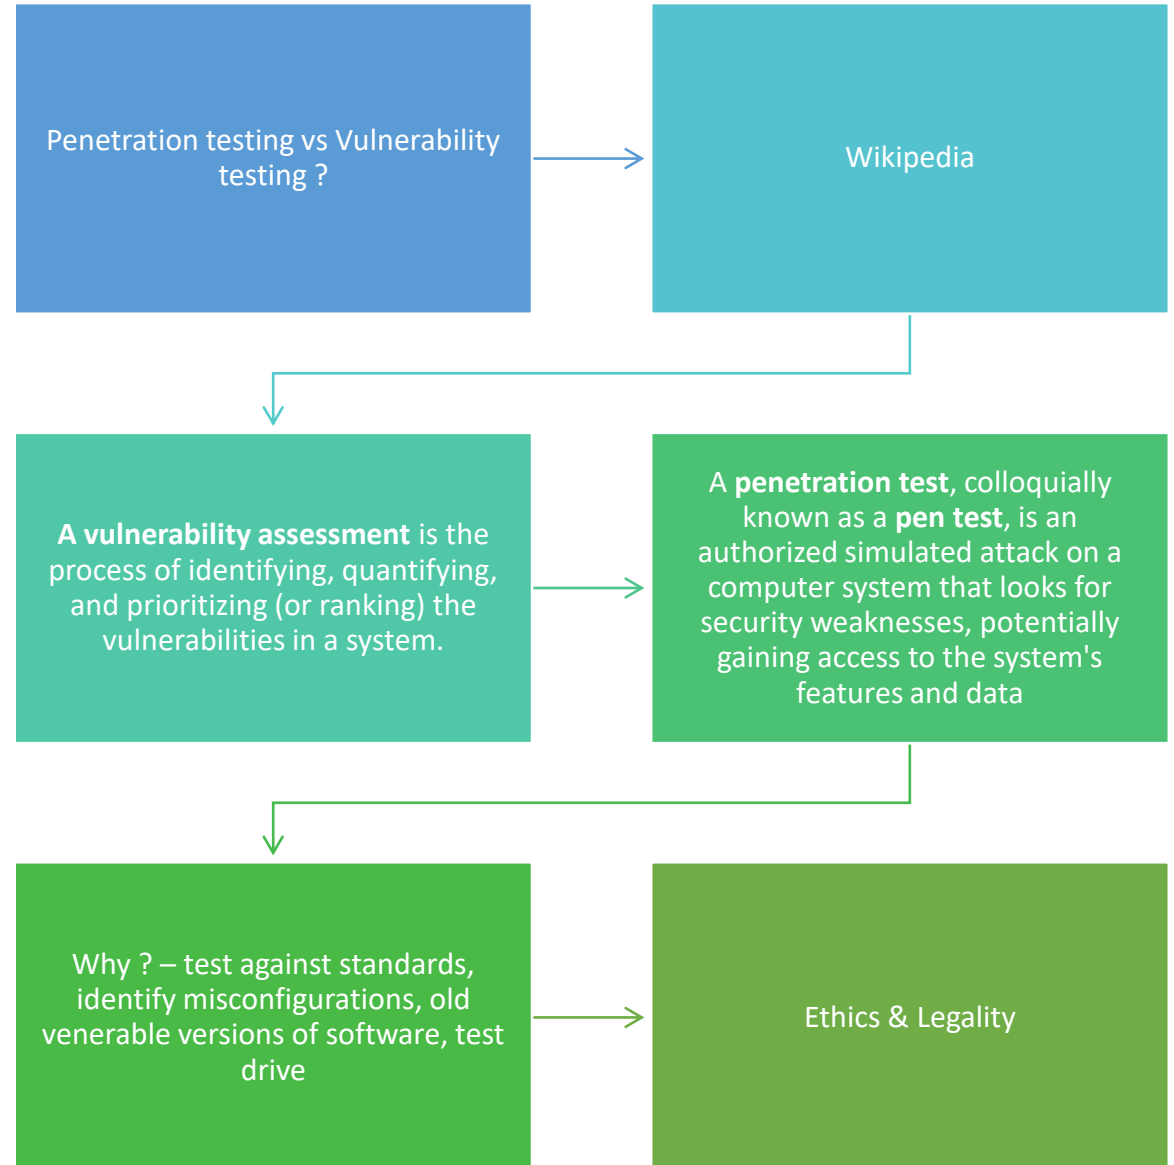 Penetration testing vs Vulnerability
testing ?
Wikipedia
A vulnerability assessment is the
process of identifying, quantifying,
and prioritizing (or ranking) the
vulnerabilities in a system.
A penetration test, colloquially
known as a pen test, is an
authorized simulated attack on a
computer system that looks for
security weaknesses, potentially
gaining access to the system's
features and data
Why ? – test against standards,
identify misconfigurations, old
venerable versions of software, test
drive
Ethics & Legality